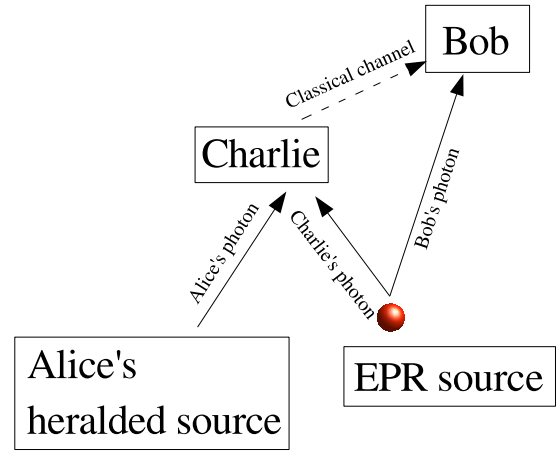 Bob
Classical channel
Charlie
Alice's photon
Charlie's photon
Bob's photon
Alice's
heralded source
EPR source